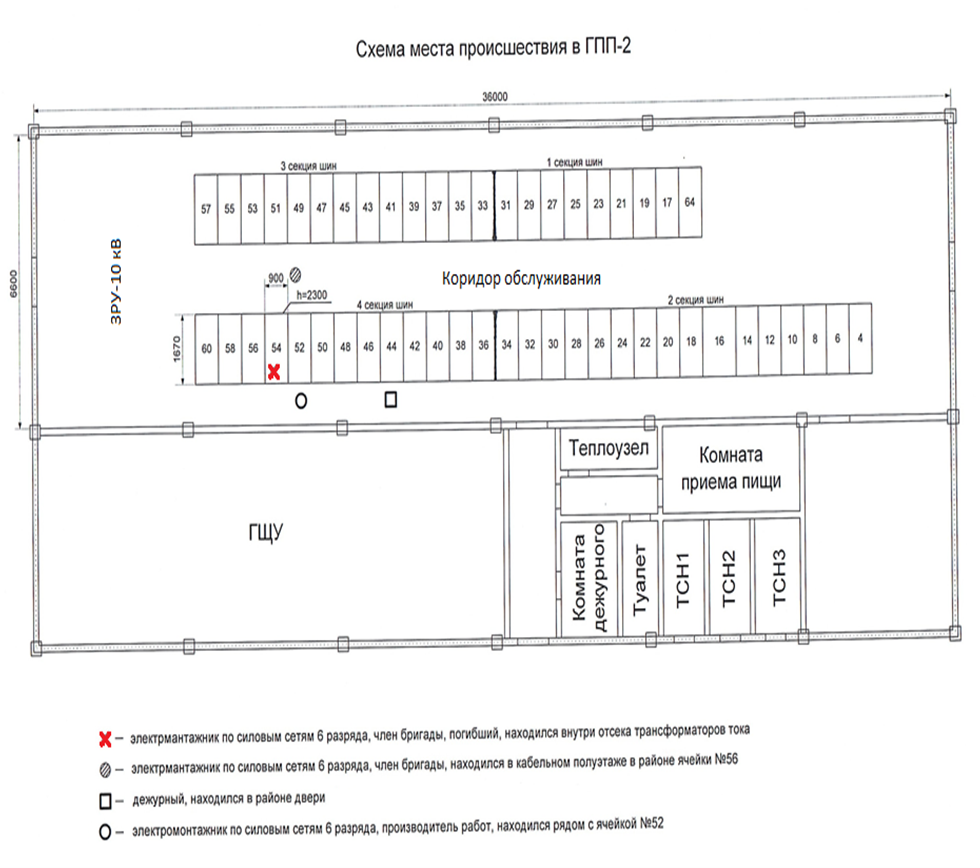 Схема места происшествия в ГПП-2
36000
3 секция шин
1 секция шин
57 55 53 51 49 47 45 43 41 39 37 35 33 31 29 27 25 23 21 19 17 64
ЗРУ-10 кВ
6600
Коридор обслуживания
900
h=2300
4 секция шин
2 секция шин
1670
60 58 56 54 52 50 48 46 44 42 40 38 36 34 32 30 28 26 24 22 20 18 16 14 12 10 8 6 4
ГЩУ
Теплоузел
Комната
приема пищи
Комната
дежурного
Туалет
ТСН1
ТСН2
ТСН3
— электрмантажник по силовым сетям 6 разряда, член бригады, погибший, находился внутри отсека трансформаторов тока
— электрмантажник по силовым сетям 6 разряда, член бригады, находился в кабельном полуэтаже в районе ячейки №56
— дежурный, находился в районе двери
— электромонтажник по силовым сетям 6 разряда, производитель работ, находился рядом с ячейкой №52